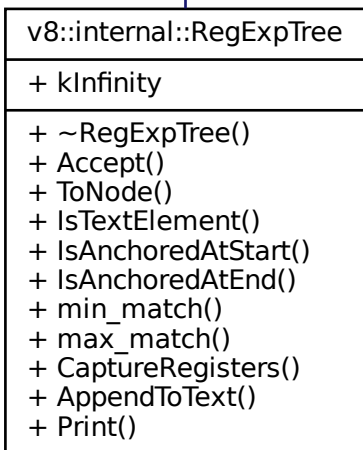 v8::internal::RegExpTree
+ kInfinity
+ ~RegExpTree()
+ Accept()
+ ToNode()
+ IsTextElement()
+ IsAnchoredAtStart()
+ IsAnchoredAtEnd()
+ min_match()
+ max_match()
+ CaptureRegisters()
+ AppendToText()
+ Print()